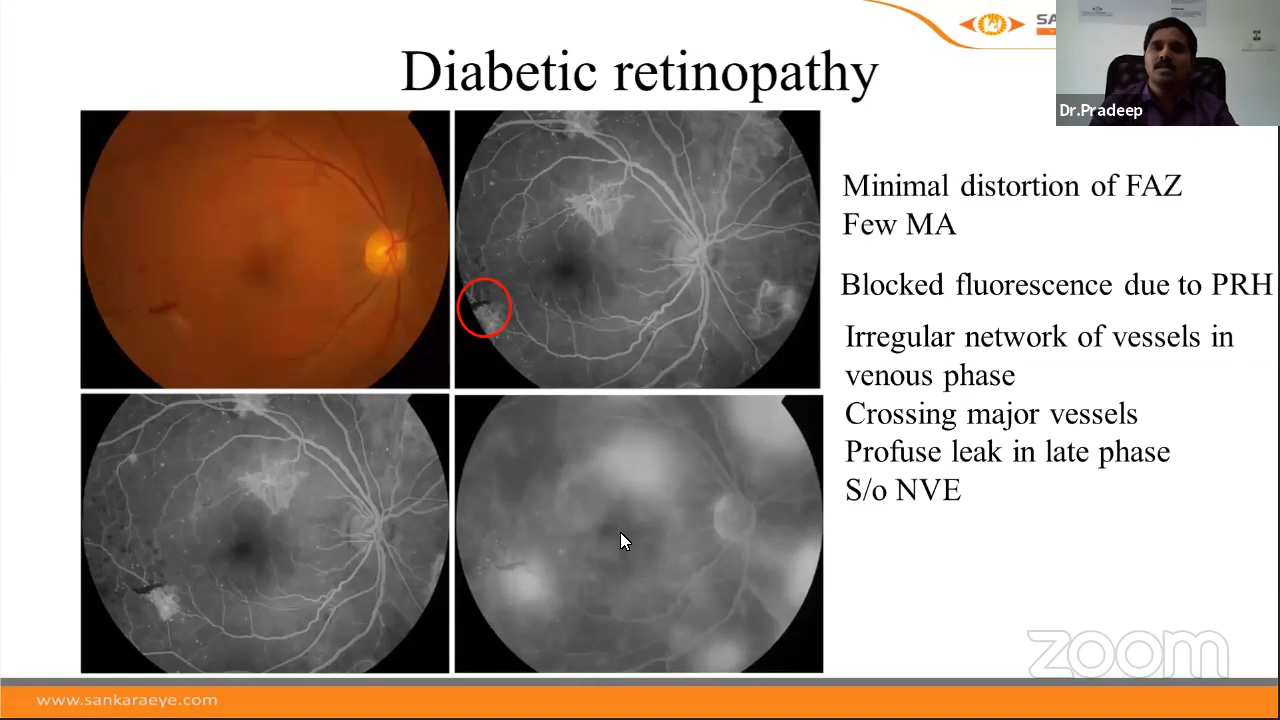 Diabetic retinopathy
SA
Dr.Pradeep
Minimal distortion of FAZ
Few MA
Blocked fluorescence due to PRH
Irregular network of vessels in
venous phase
Crossing major vessels
Profuse leak in late phase
S/o NVE
zoom
www.sankaraeye.com